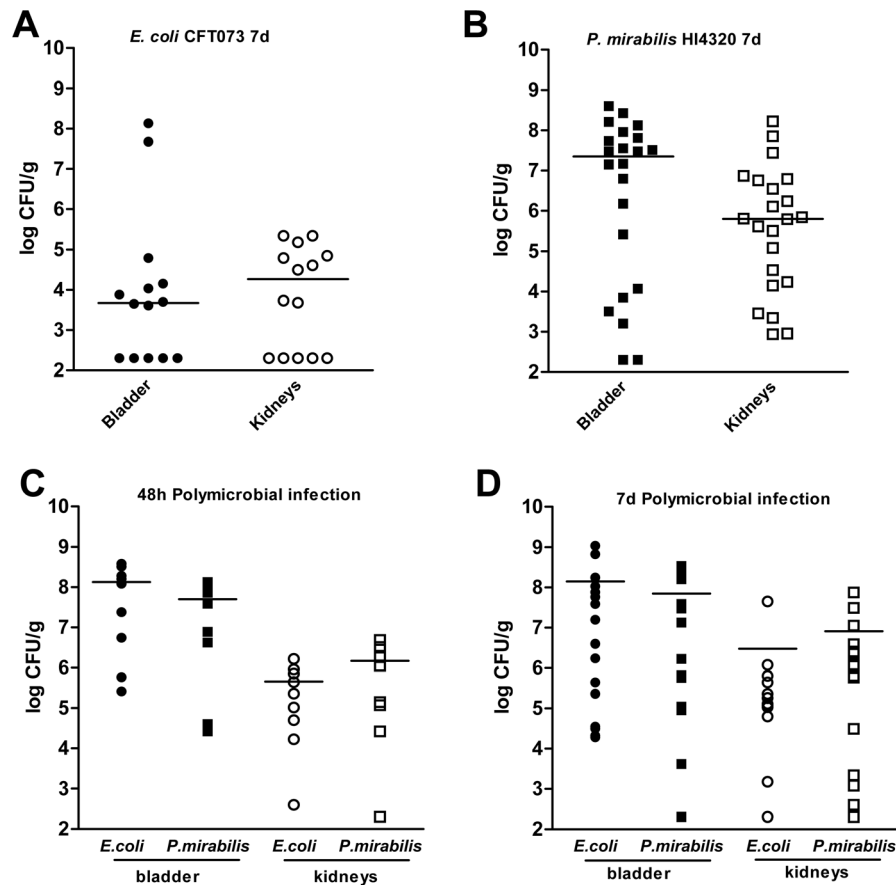 A
E. coli CFT073 7d
10
9
8
7
6
5
4
3
2
log CFU/g
Bladder
Kidneys
B
P. mirabilis HI4320 7d
10
9
8
7
6
5
4
3
2
log CFU/g
Bladder
Kidneys
C
48h Polymicrobial infection
10
9
8
7
6
5
4
3
2
log CFU/g
E.coli P.mirabilis E.coli P.mirabilis
bladder kidneys
D
7d Polymicrobial infection
10
9
8
7
6
5
4
3
2
log CFU/g
E.coli P.mirabilis E.coli P.mirabilis
bladder kidneys